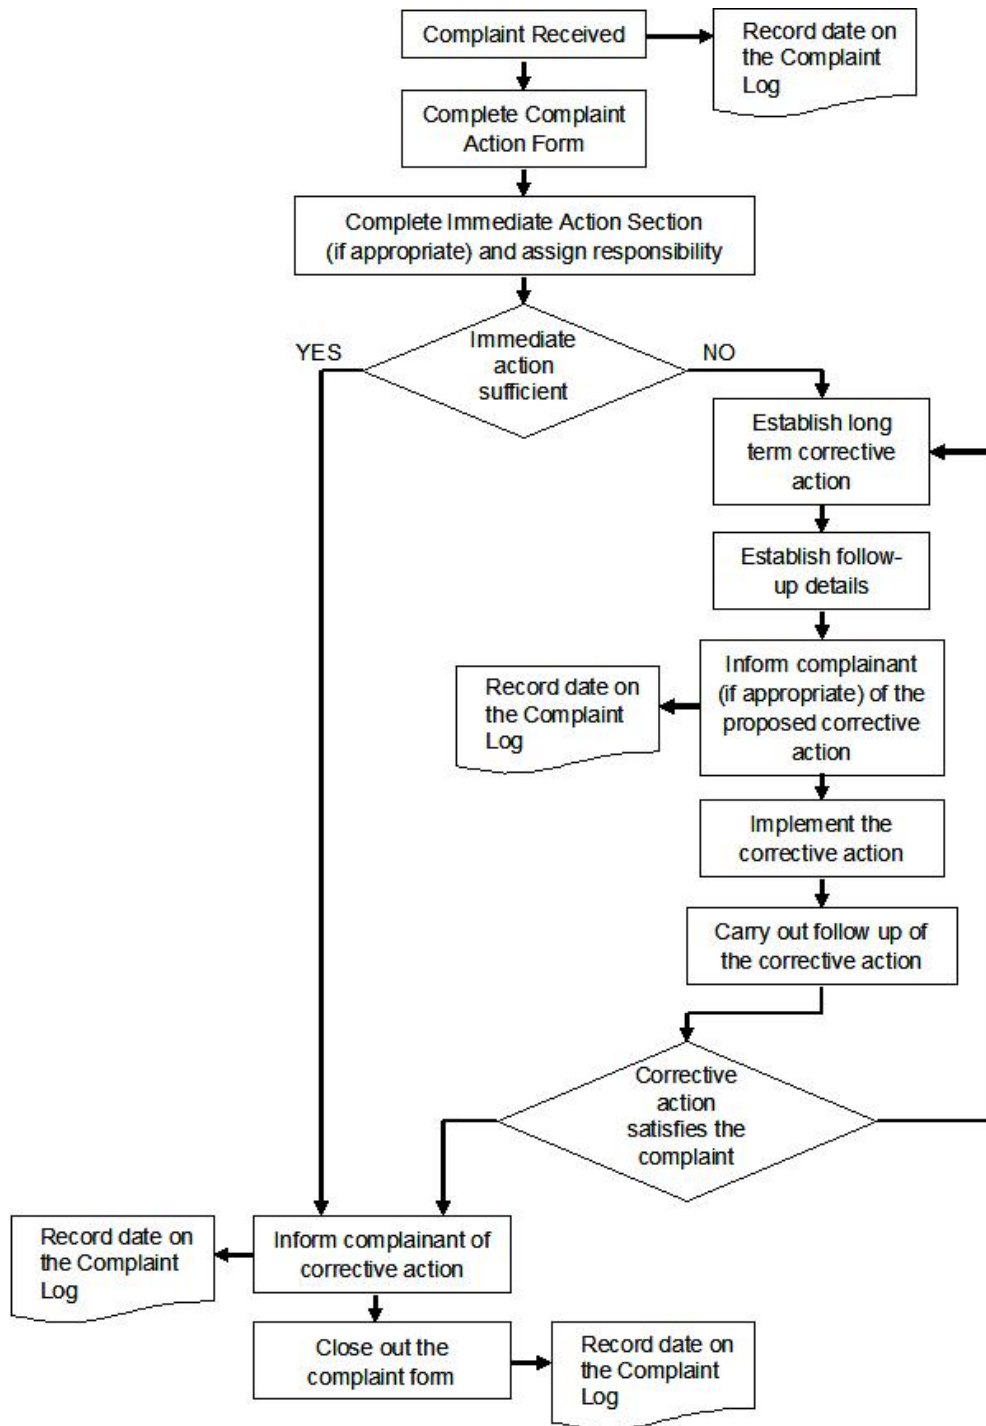 Complaint Received
Record date on
the Complaint
Log
Complete Complaint
Action Form
Complete Immediate Action Section
(if appropriate) and assign responsibility
YES
Immediate
action
sufficient
NO
Establish long
term corrective
action
Establish follow-
up details
Record date on
the Complaint
Log
Inform complainant
(if appropriate) of the
proposed corrective
action
Implement the
corrective action
Carry out follow up of
the corrective action
Corrective
action
satisfies the
complaint
Record date on
the Complaint
Log
Inform complainant of
corrective action
Close out the
complaint form
Record date on
the Complaint
Log